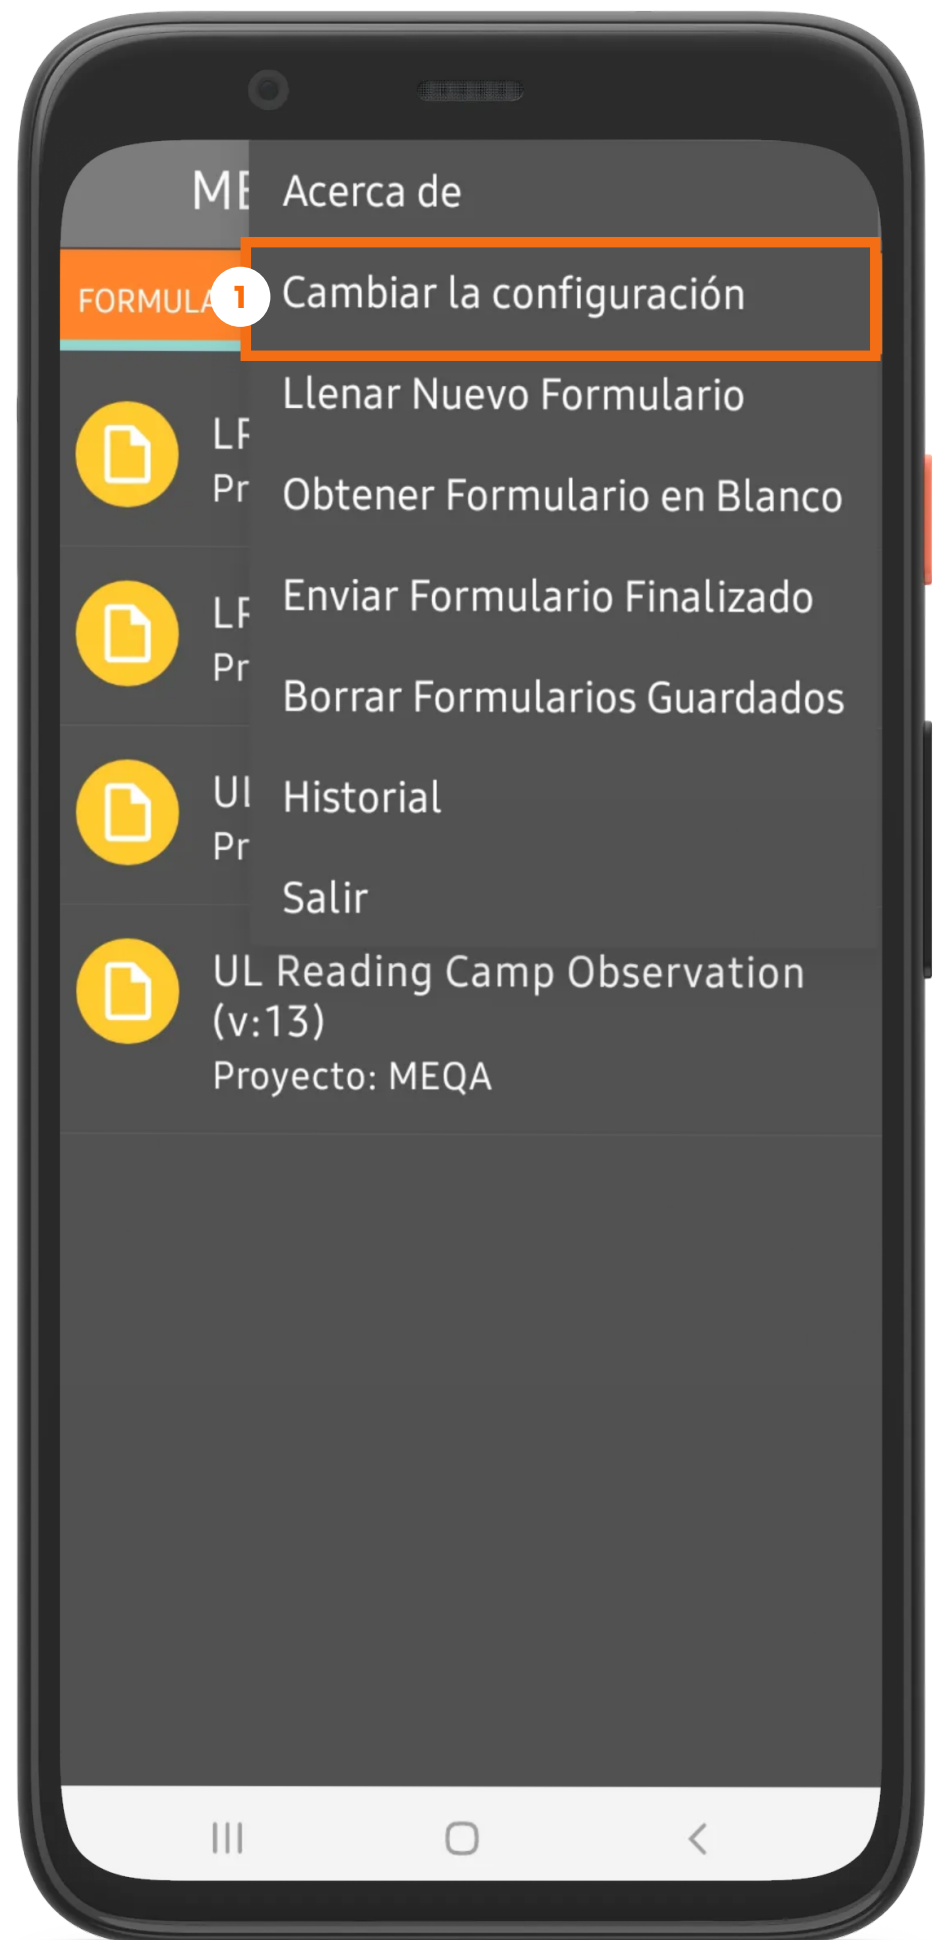 Acerca de
1 Cambiar la configuración
Llenar Nuevo Formulario
Obtener Formulario en Blanco
Enviar Formulario Finalizado
Borrar Formularios Guardados
Historial
Salir
UL Reading Camp Observation
(v:13)
Proyecto: MEQA